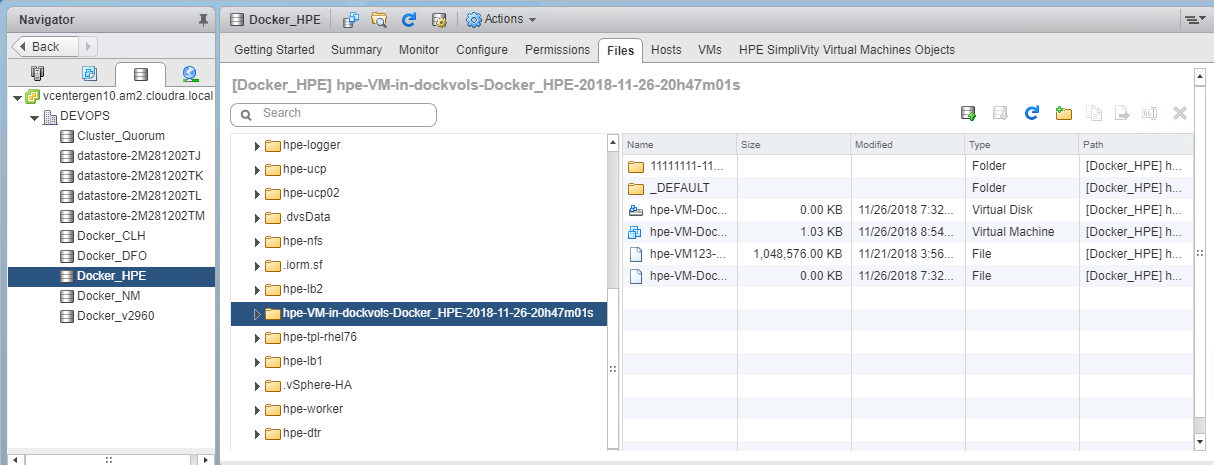 Navigator
Back
vcentergen10.am2.cloudra.local
DEVOPS
Cluster_Quorum
datastore-2M281202TJ
datastore-2M281202TK
datastore-2M281202TL
datastore-2M281202TM
Docker_CLH
Docker_DFO
Docker_HPE
Docker_NM
Docker_v2960
Docker_HPE Actions
Getting Started Summary Monitor Configure Permissions Files Hosts VMs HPE SimpliVity Virtual Machines Objects
[Docker_HPE] hpe-VM-in-dockvols-Docker_HPE-2018-11-26-20h47m01s
Search
hpe-logger
hpe-ucp
hpe-ucp02
.dvsData
hpe-nfs
.iorm.sf
hpe-lb2
hpe-VM-in-dockvols-Docker_HPE-2018-11-26-20h47m01s
hpe-tpl-rhel76
hpe-lb1
.vSphere-HA
hpe-worker
hpe-dtr
Name Size Modified Type Path
11111111-11... Folder [Docker_HPE] h...
_DEFAULT Folder [Docker_HPE] h...
hpe-VM-Doc... 0.00 KB 11/26/2018 7:32... Virtual Disk [Docker_HPE] h...
hpe-VM-Doc... 1.03 KB 11/26/2018 8:54... Virtual Machine [Docker_HPE] h...
hpe-VM123-... 1,048,576.00 KB 11/21/2018 3:56... File [Docker_HPE] h...
hpe-VM-Doc... 0.00 KB 11/26/2018 7:32... File [Docker_HPE] h...